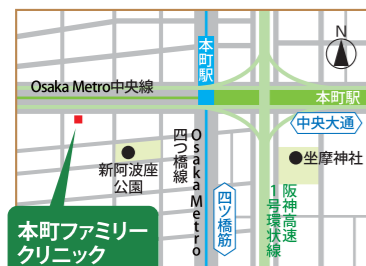 N
本町駅
Osaka Metro中央線
本町駅
中央大通
新阿波座
公園
四つ橋線
Osaka Metro
四ツ橋筋
阪神高速
1号環状線
坐摩神社
本町ファミリー
クリニック